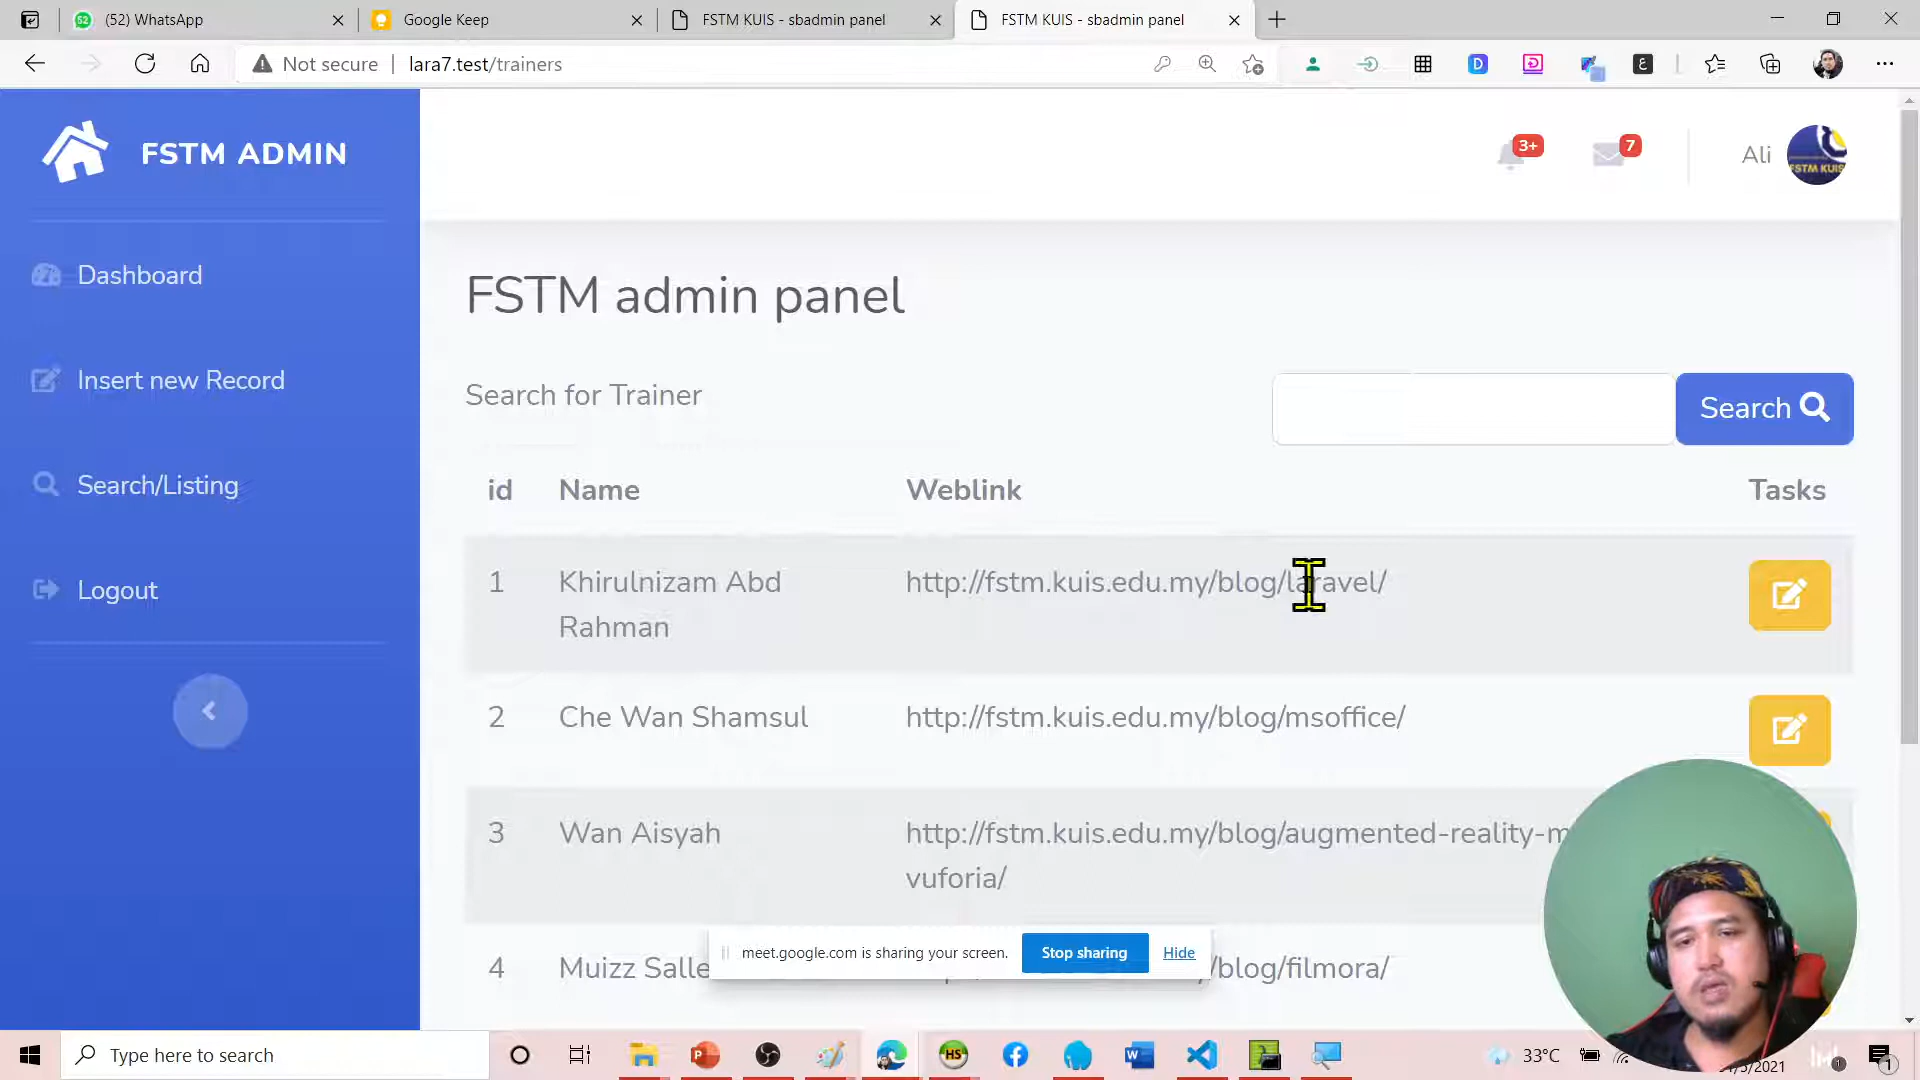 (52) WhatsApp
Google Keep
FSTM KUIS - sbadmin panel
FSTM KUIS - sbadmin panel
Not secure
lara7.test/trainers
FSTM ADMIN
3+
7
Ali
FSTM KUIS
Dashboard
Insert new Record
Search/Listing
Logout
FSTM admin panel
Search for Trainer
Search
id Name Weblink Tasks
1 Khirulnizam Abd http://fstm.kuis.edu.my/blog/laravel/
Rahman
2 Che Wan Shamsul http://fstm.kuis.edu.my/blog/msoffice/
3 Wan Aisyah http://fstm.kuis.edu.my/blog/augmented-reality-
vuforia/
4 Muizz /blog/filmora/
meet.google.com is sharing your screen.
Stop sharing
Hide
Type here to search
33°C